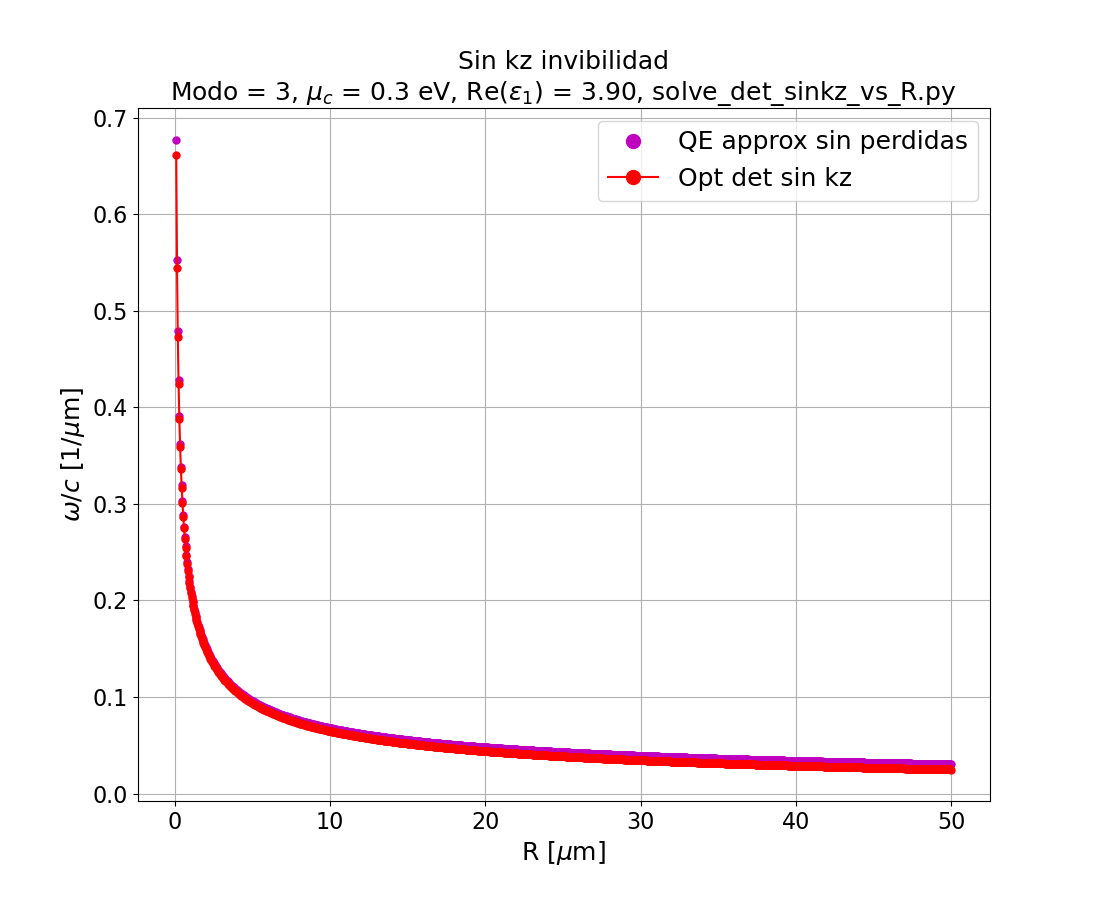 Sin kz invibilidad
Modo = 3, μc = 0.3 eV, Re(ε1) = 3.90, solve_det_sinkz_vs_R.py
QE approx sin perdidas
Opt det sin kz
0.7
0.6
0.5
0.4
0.3
0.2
0.1
0.0
ω/c [1/μm]
0 10 20 30 40 50
R [μm]